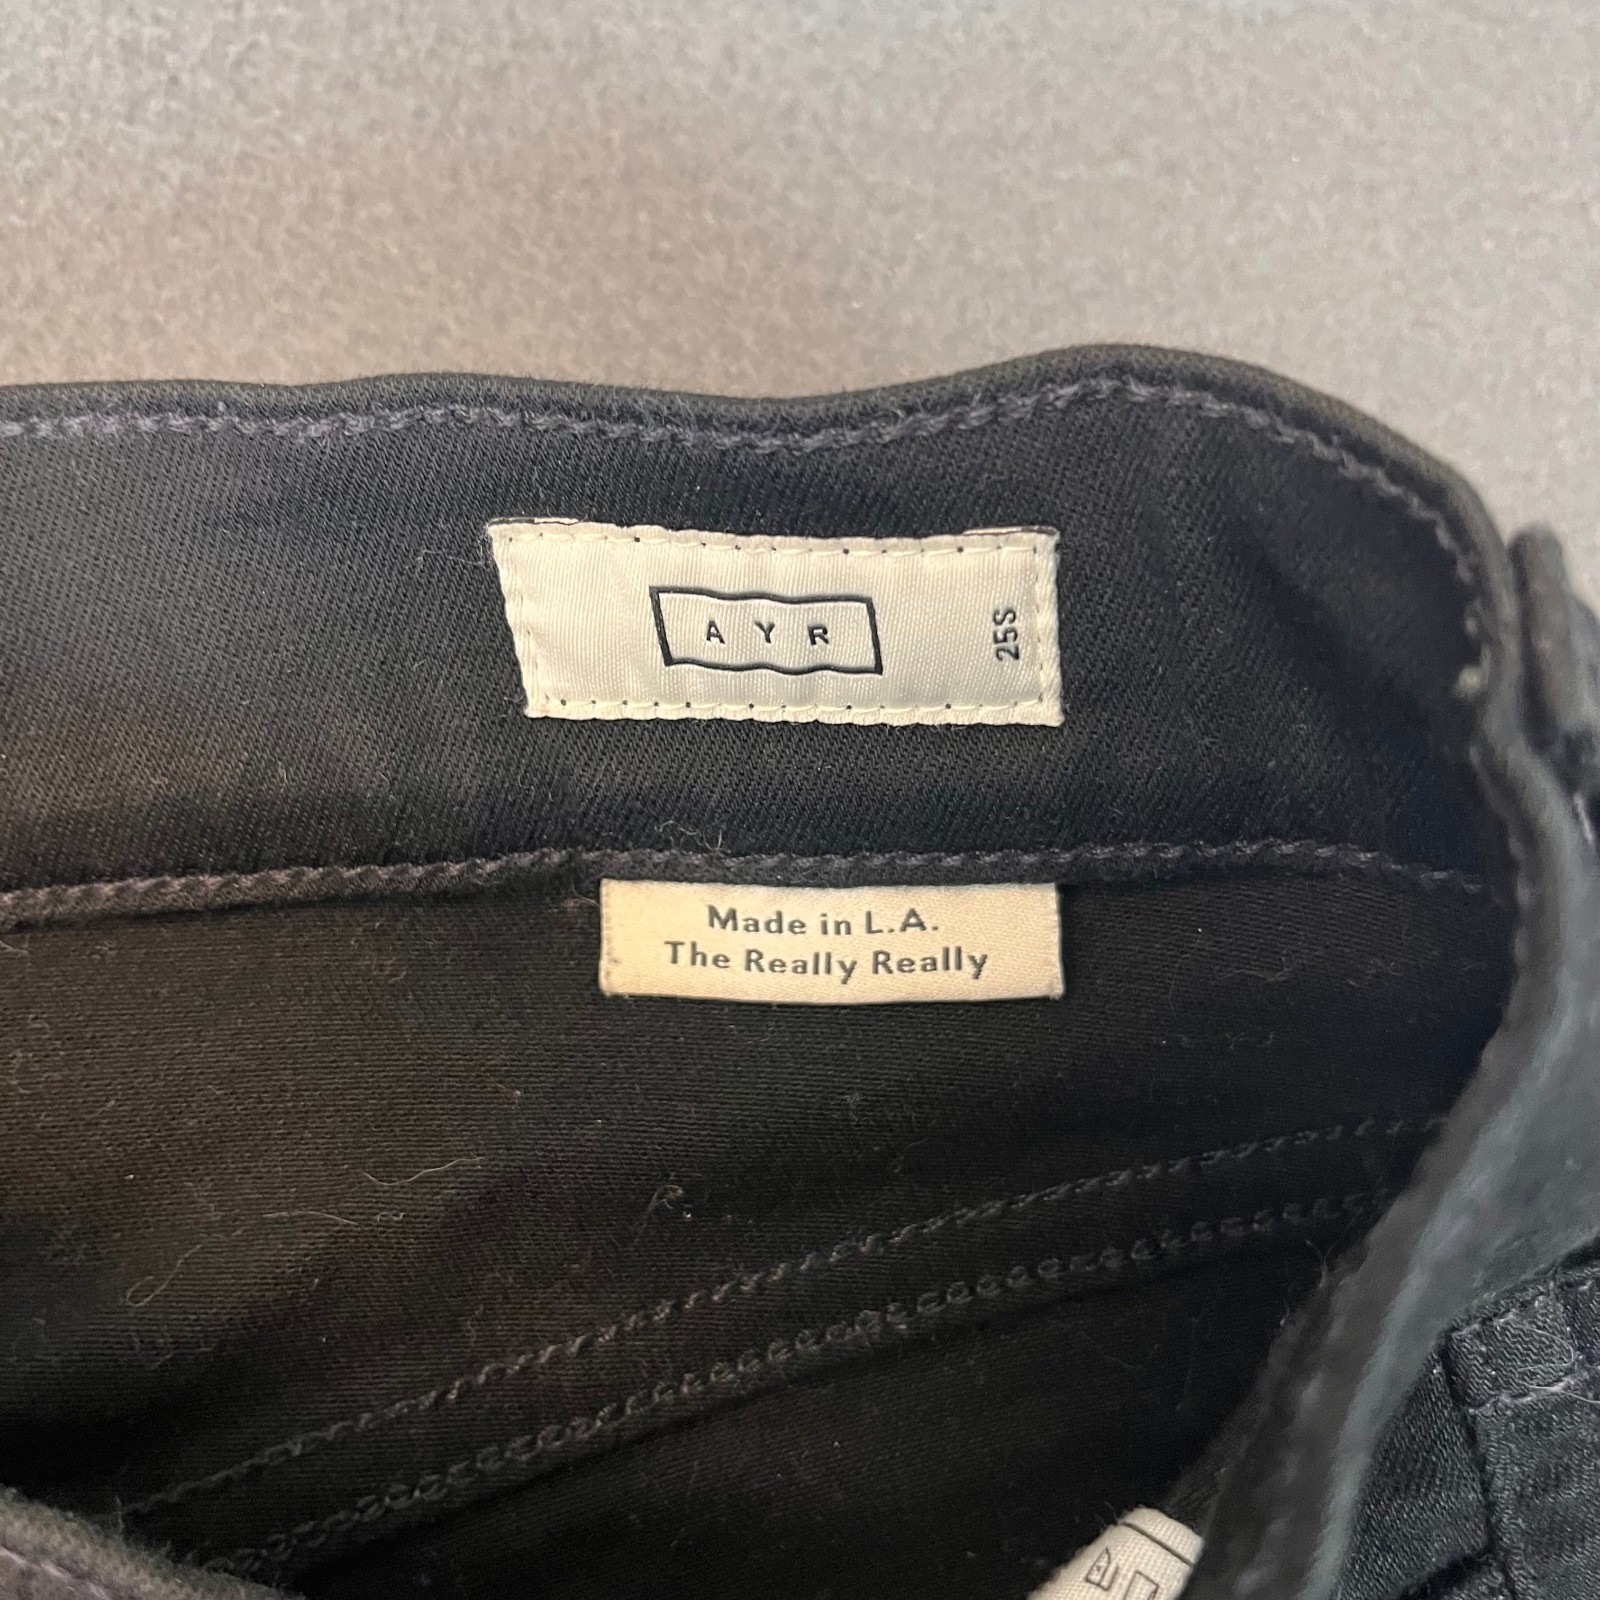 AYR
25S
Made in L.A.
The Really Really